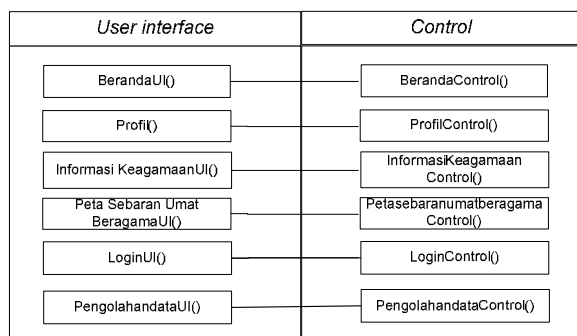 User interface
Control
BerandaUI()
BerandaControl()
Profil()
ProfilControl()
Informasi KeagamaanUI()
InformasiKeagamaan
Control()
Peta Sebaran Umat
BeragamaUI()
Petasebaranumatberagama
Control()
LoginUI()
LoginControl()
PengolahandataUI()
PengolahandataControl()